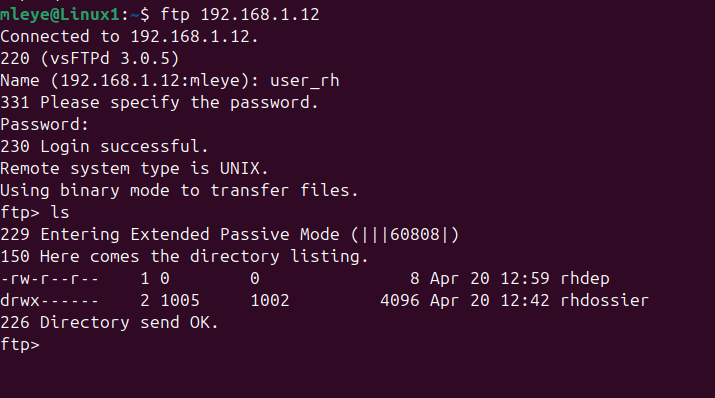 mleye@Linux1:~$ ftp 192.168.1.12
Connected to 192.168.1.12.
220 (vsFTPd 3.0.5)
Name (192.168.1.12:mleye): user_rh
331 Please specify the password.
Password:
230 Login successful.
Remote system type is UNIX.
Using binary mode to transfer files.
ftp> ls
229 Entering Extended Passive Mode (|||60808|)
150 Here comes the directory listing.
-rw-r--r--    1 0        0               8 Apr 20 12:59 rhdep
drwx------    2 1005     1002         4096 Apr 20 12:42 rhdossier
226 Directory send OK.
ftp>